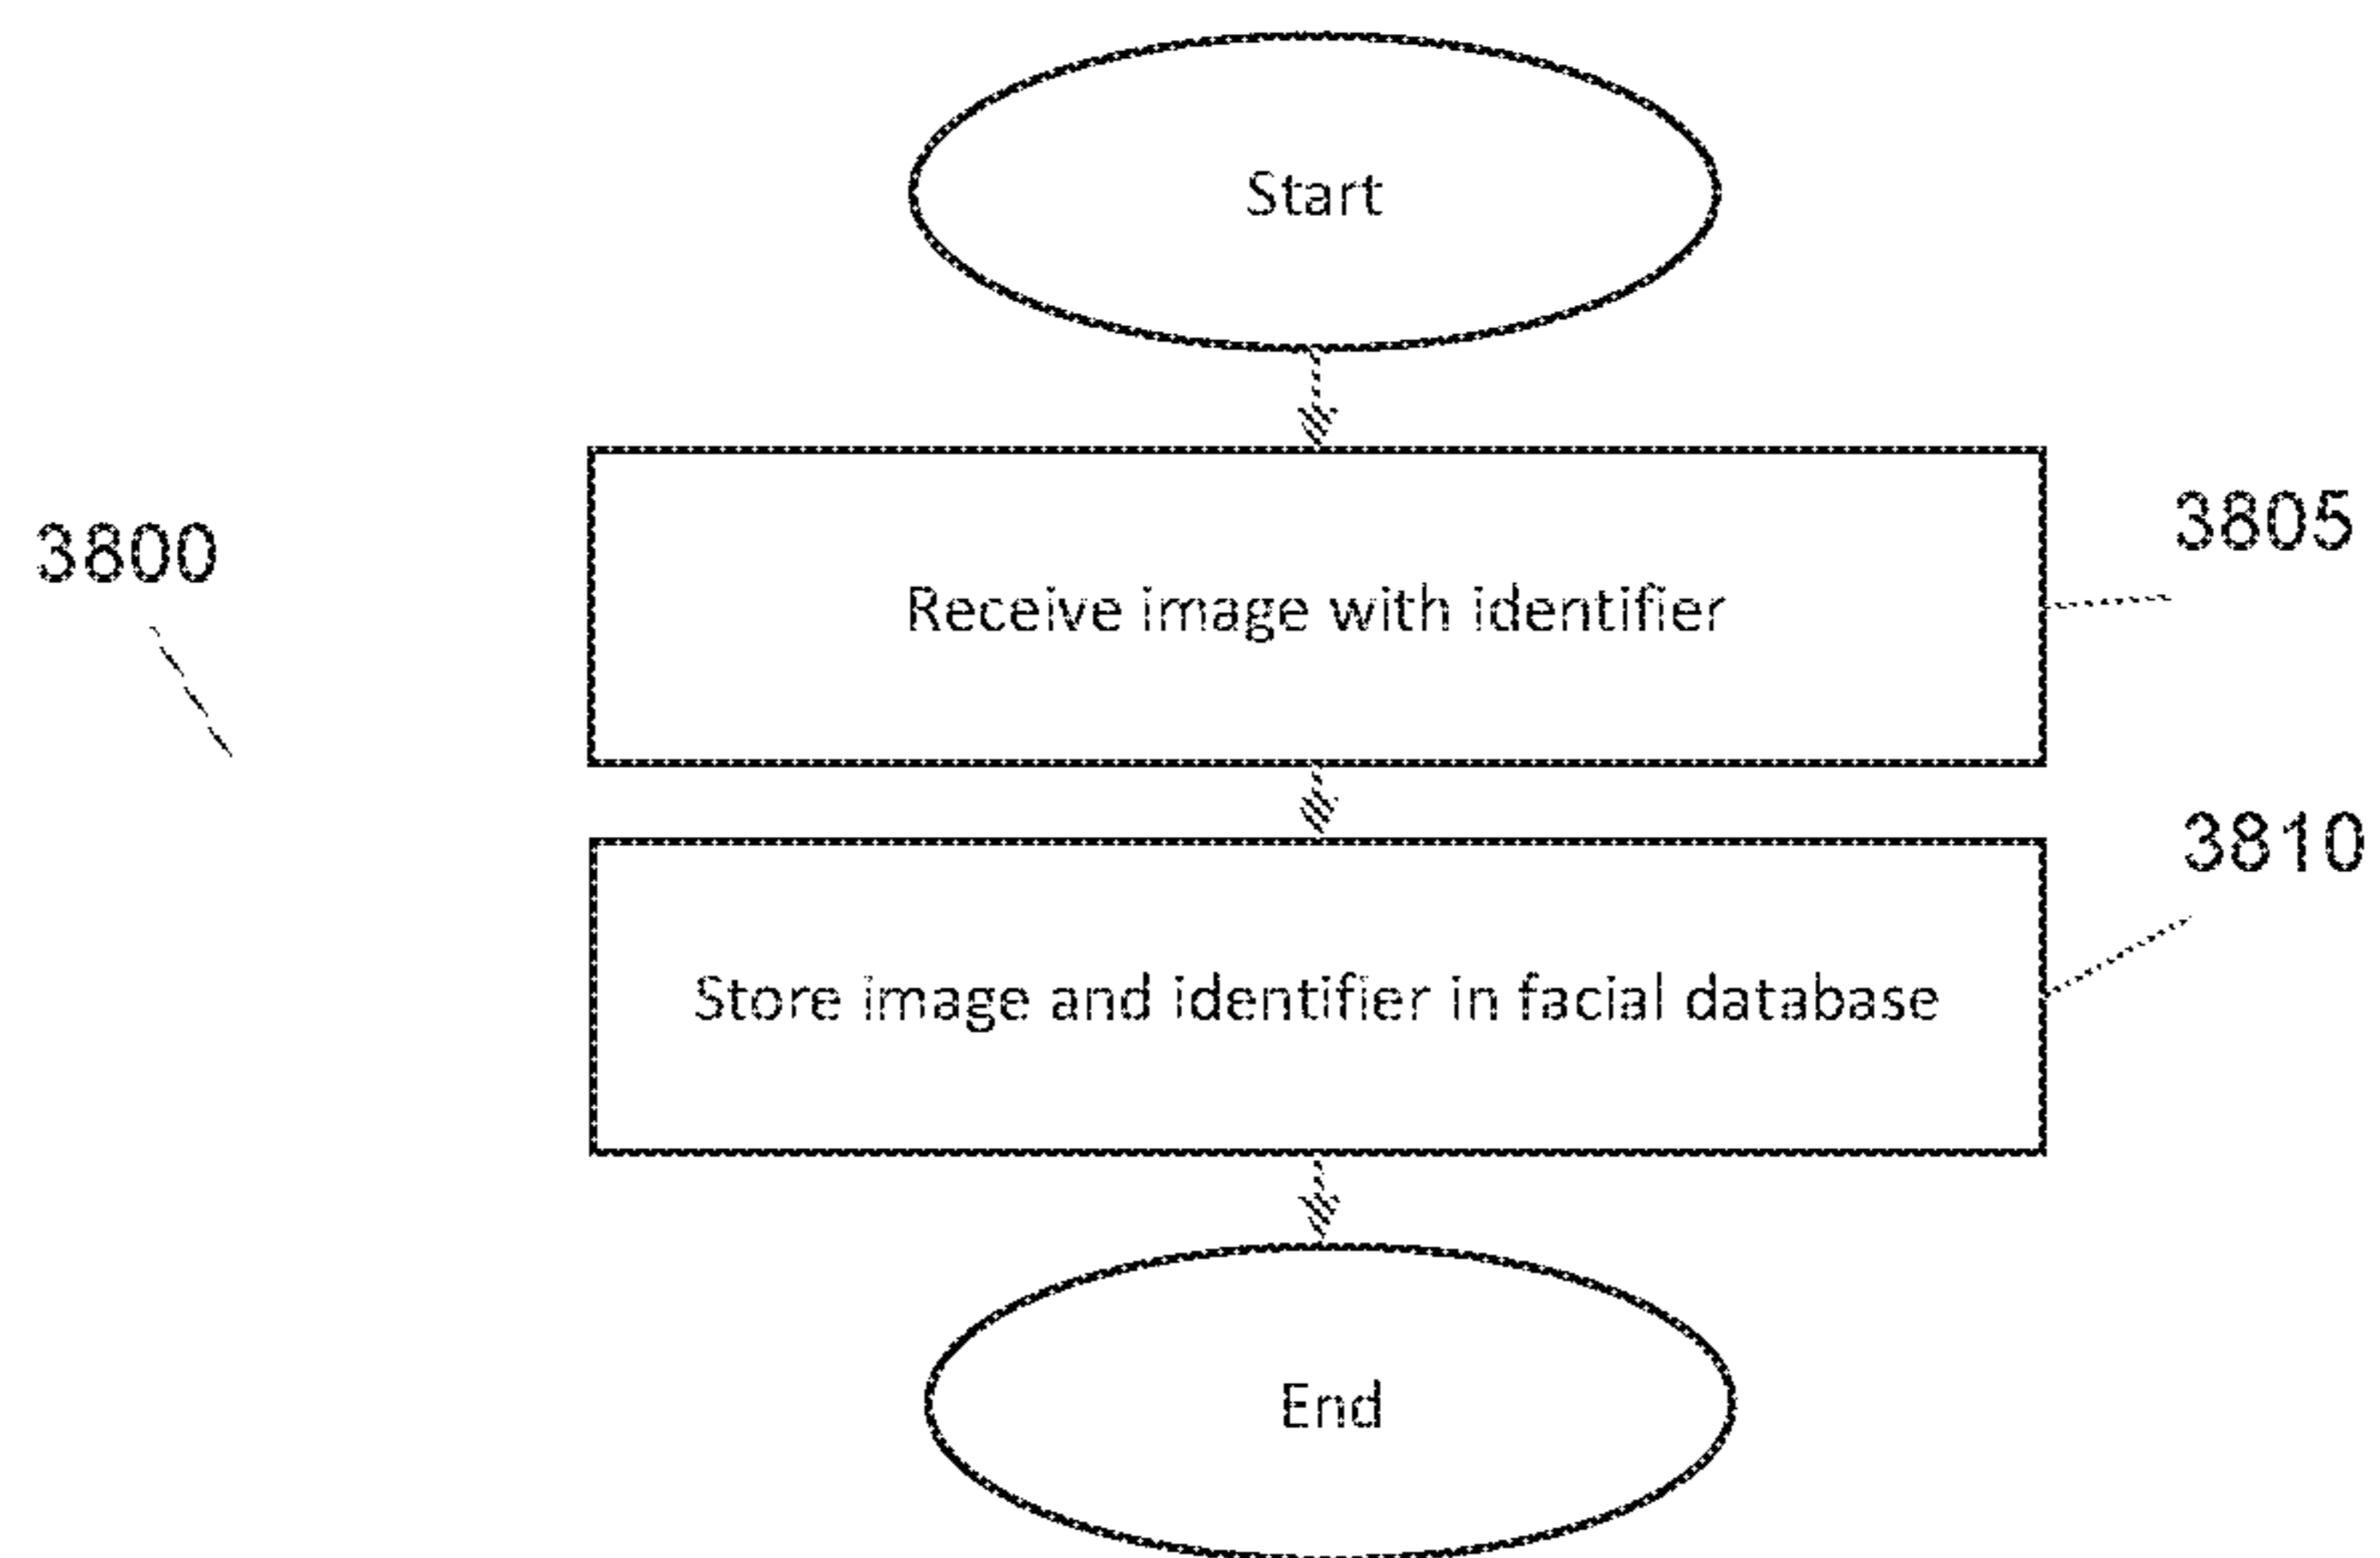 Start
3800
Receive image with identifier
3805
Store image and identifier in facial database
3810
End